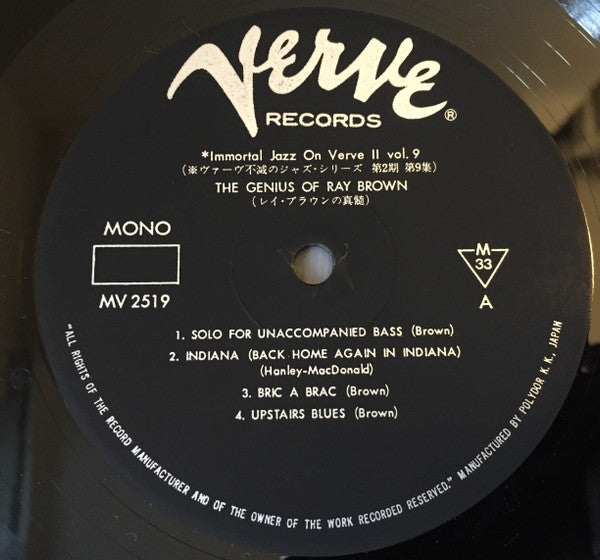 Verve
RECORDS ®
*Immortal Jazz On Verve II vol. 9
(※ヴァーヴ不滅のジャズ・シリーズ 第2期 第9集)
THE GENIUS OF RAY BROWN
(レイ・ブラウンの真髄)
MONO
MV 2519
M
33
A
1. SOLO FOR UNACCOMPANIED BASS (Brown)
2. INDIANA (BACK HOME AGAIN IN INDIANA)
(Hanley-MacDonald)
3. BRIC A BRAC (Brown)
4. UPSTAIRS BLUES (Brown)
"ALL RIGHTS OF THE RECORD MANUFACTURER AND OF THE OWNER OF THE WORK RECORDED RESERVED." MANUFACTURED BY POLYDOR K. K., JAPAN